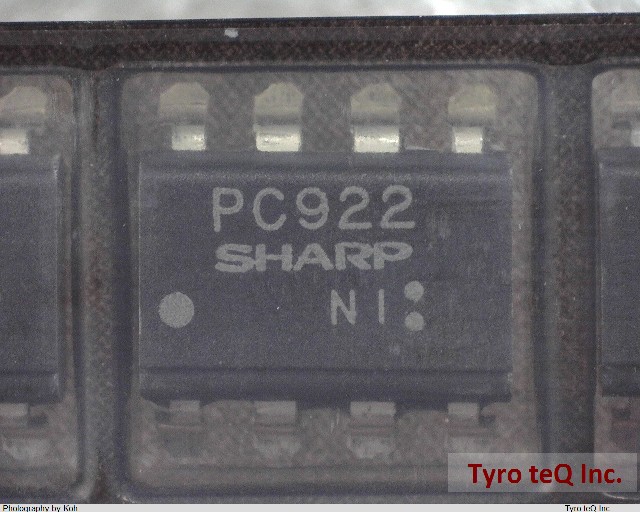 PC922
SHARP
N I :
Tyro teQ Inc.
Photography by Koh
Tyro teQ Inc.